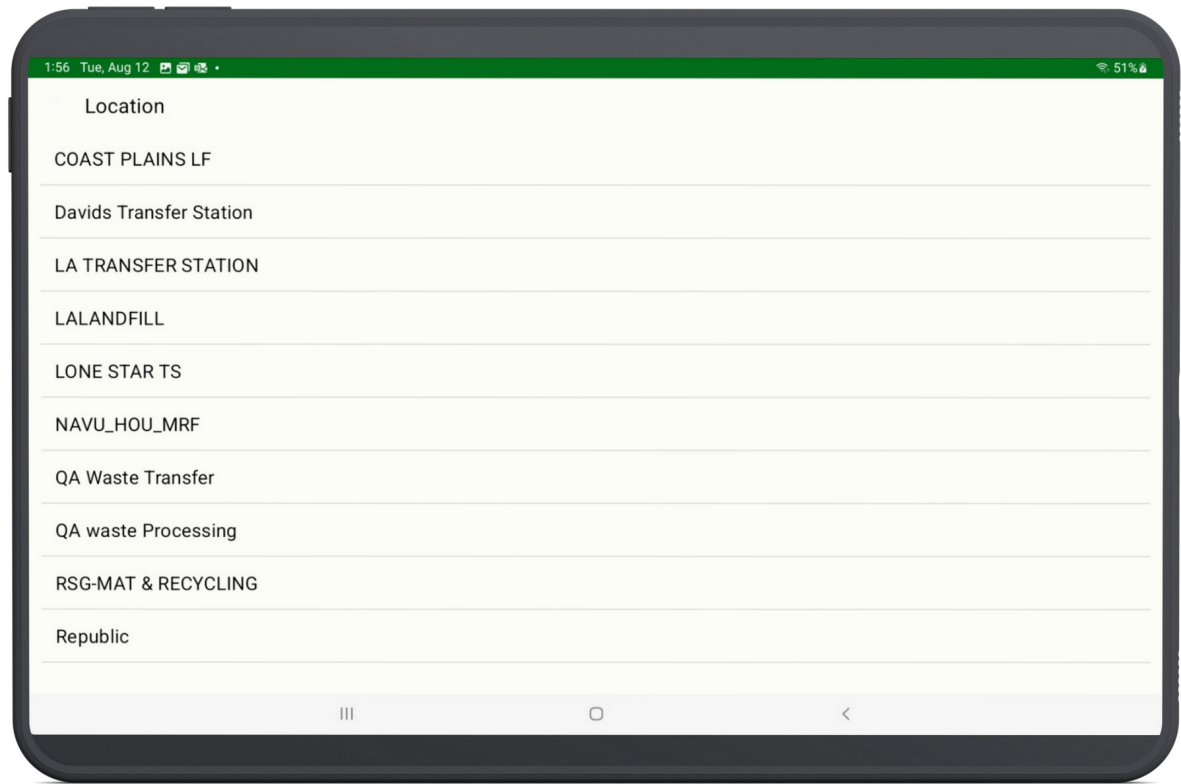 1:56 Tue, Aug 12 51%
Location
COAST PLAINS LF
Davids Transfer Station
LA TRANSFER STATION
LALANDFILL
LONE STAR TS
NAVU_HOU_MRF
QA Waste Transfer
QA waste Processing
RSG-MAT & RECYCLING
Republic